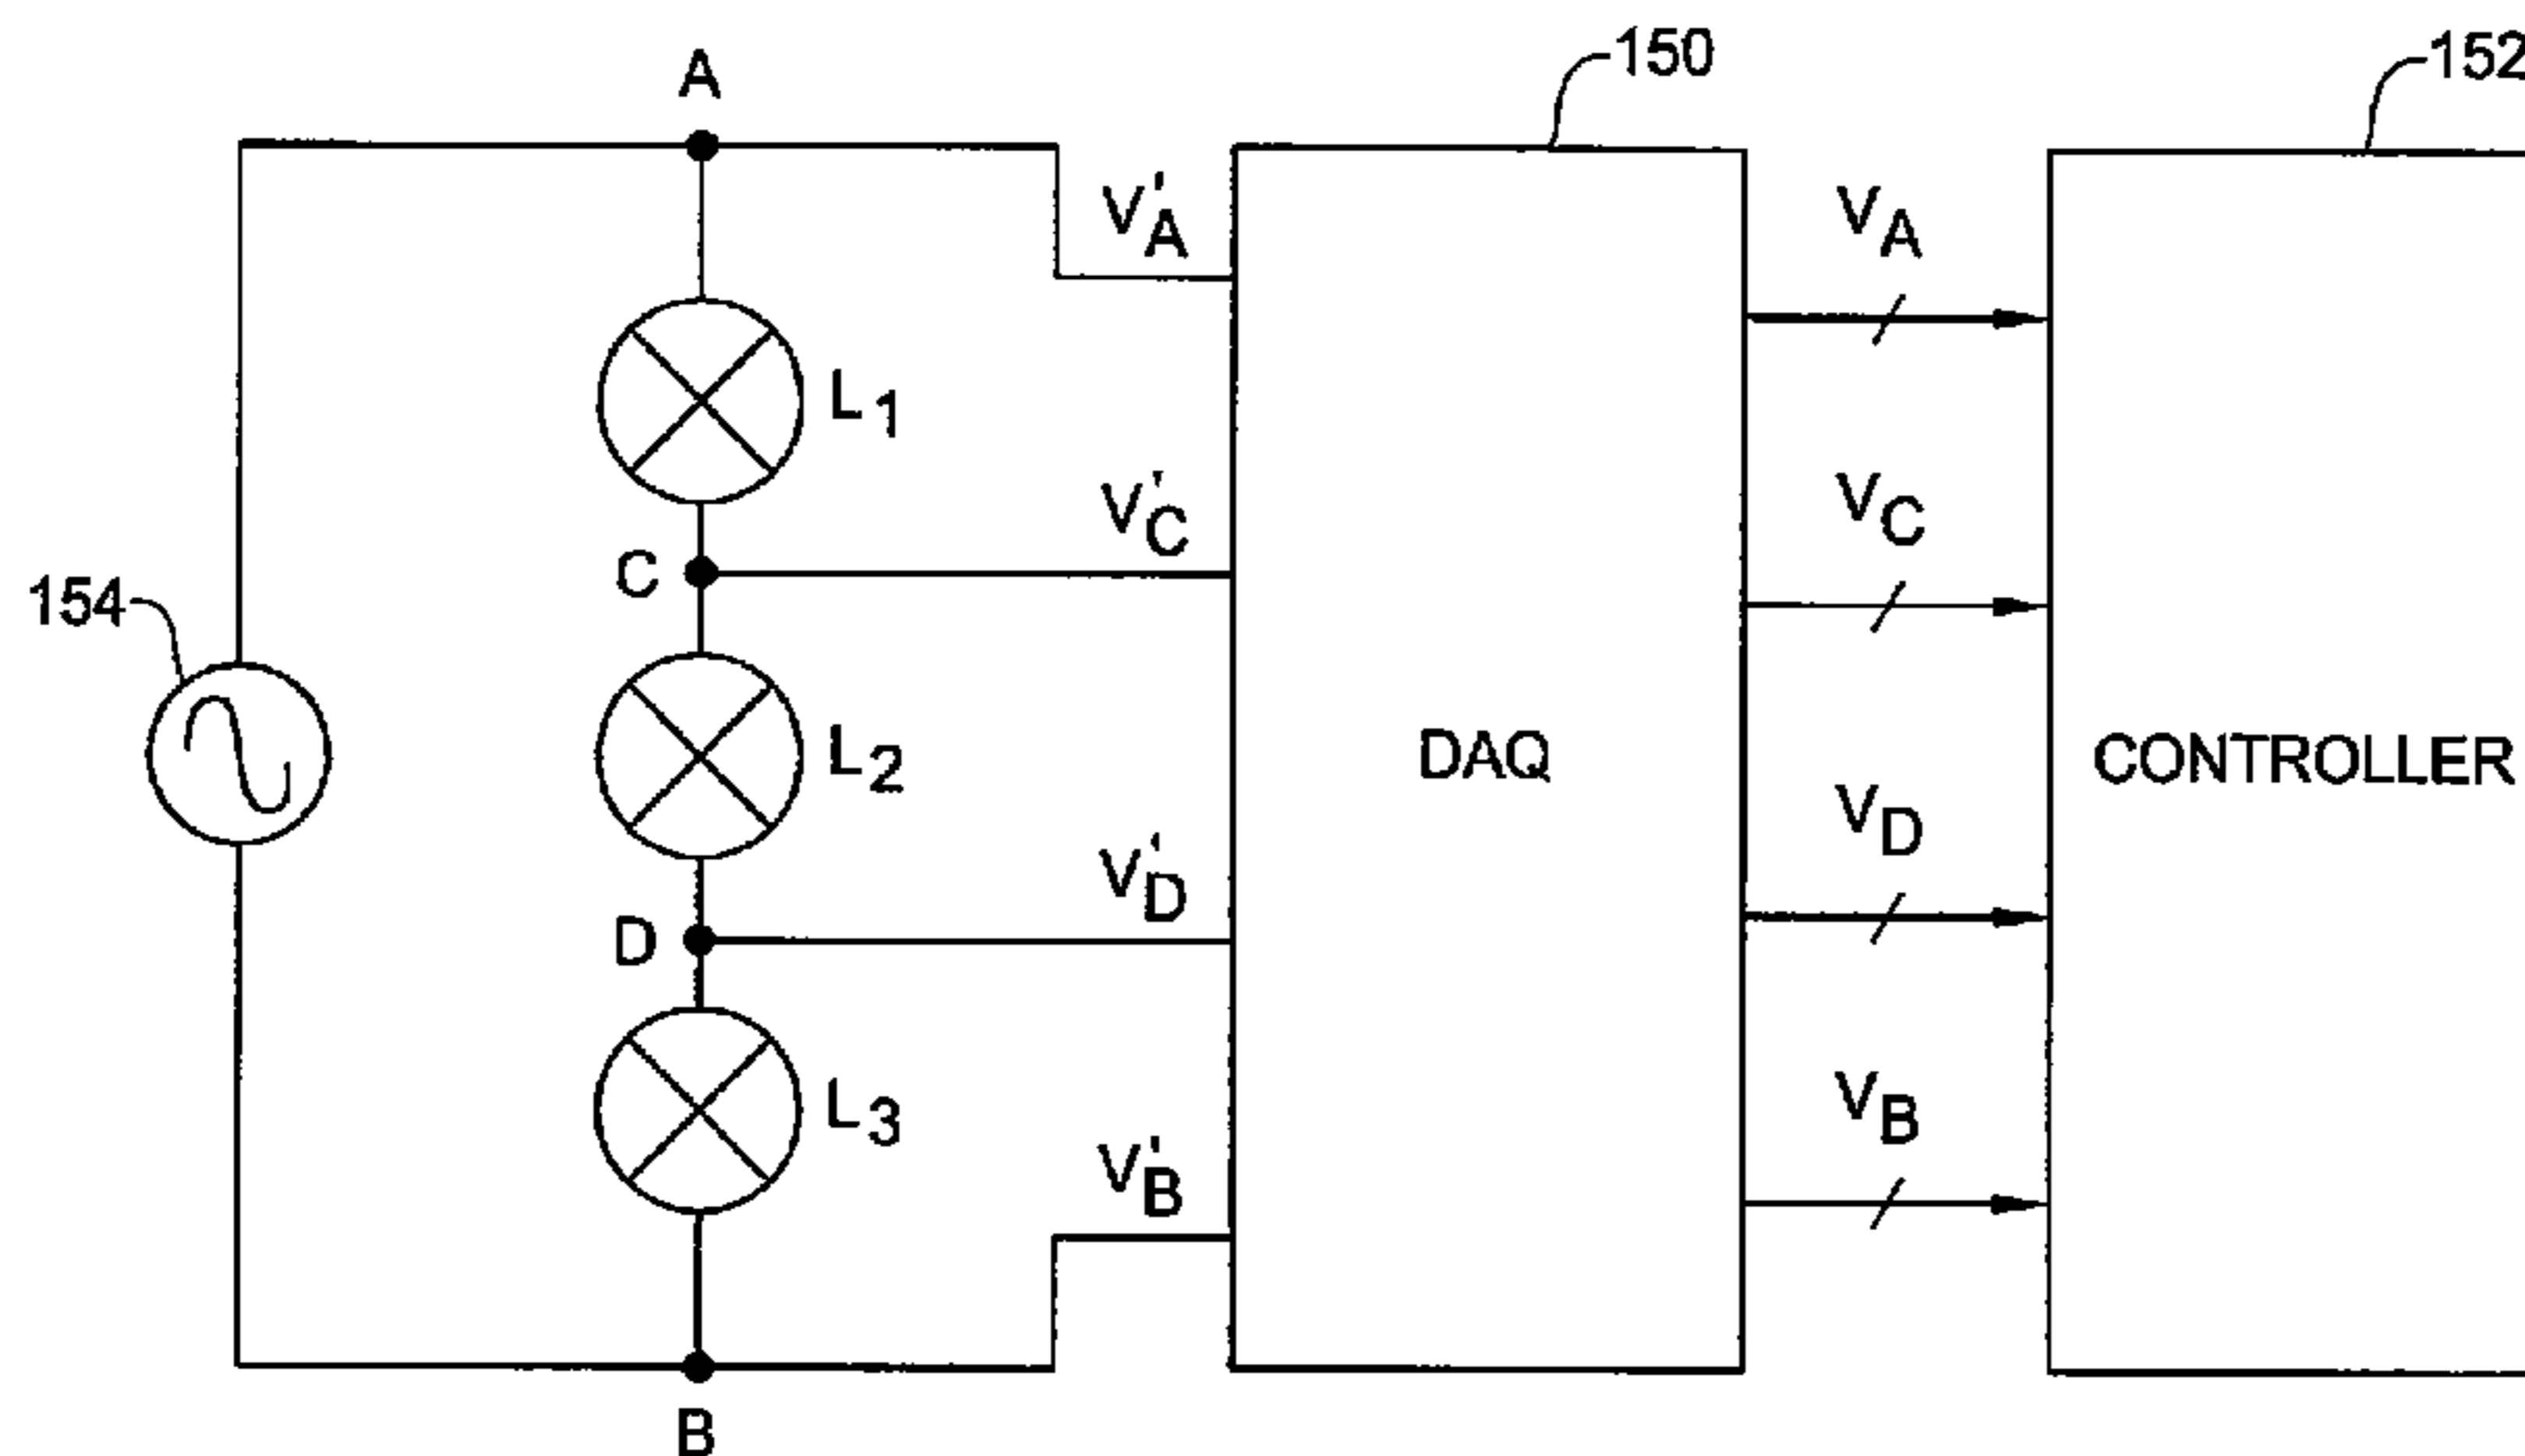 A
150
152
V'A
VA
L1
V'C
VC
C
154
L2
DAQ
CONTROLLER
V'D
VD
D
L3
V'B
VB
B